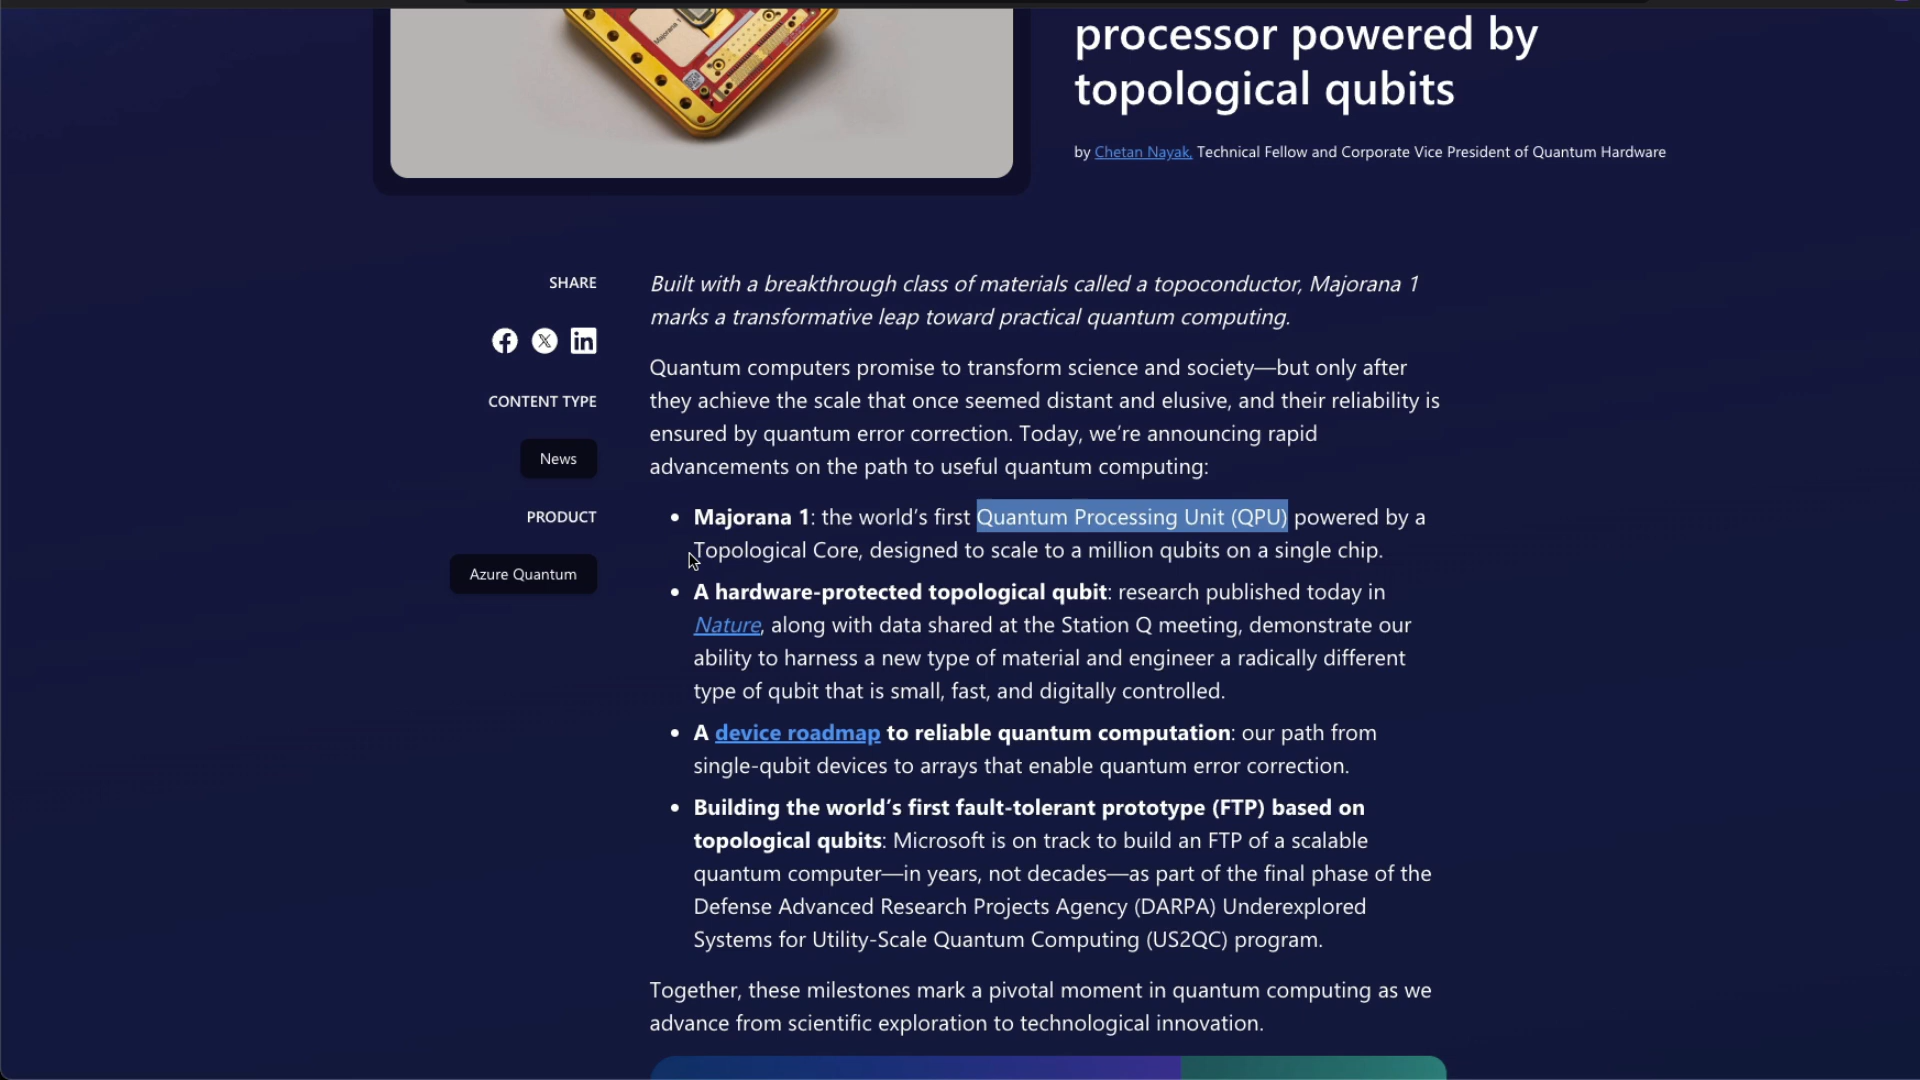 processor powered by
topological qubits
by Chetan Nayak, Technical Fellow and Corporate Vice President of Quantum Hardware
Majorana 1
SHARE
CONTENT TYPE
News
PRODUCT
Azure Quantum
Built with a breakthrough class of materials called a topoconductor, Majorana 1
marks a transformative leap toward practical quantum computing.
Quantum computers promise to transform science and society—but only after
they achieve the scale that once seemed distant and elusive, and their reliability is
ensured by quantum error correction. Today, we’re announcing rapid
advancements on the path to useful quantum computing:
• Majorana 1: the world’s first Quantum Processing Unit (QPU) powered by a
Topological Core, designed to scale to a million qubits on a single chip.
• A hardware-protected topological qubit: research published today in
Nature, along with data shared at the Station Q meeting, demonstrate our
ability to harness a new type of material and engineer a radically different
type of qubit that is small, fast, and digitally controlled.
• A device roadmap to reliable quantum computation: our path from
single-qubit devices to arrays that enable quantum error correction.
• Building the world’s first fault-tolerant prototype (FTP) based on
topological qubits: Microsoft is on track to build an FTP of a scalable
quantum computer—in years, not decades—as part of the final phase of the
Defense Advanced Research Projects Agency (DARPA) Underexplored
Systems for Utility-Scale Quantum Computing (US2QC) program.
Together, these milestones mark a pivotal moment in quantum computing as we
advance from scientific exploration to technological innovation.